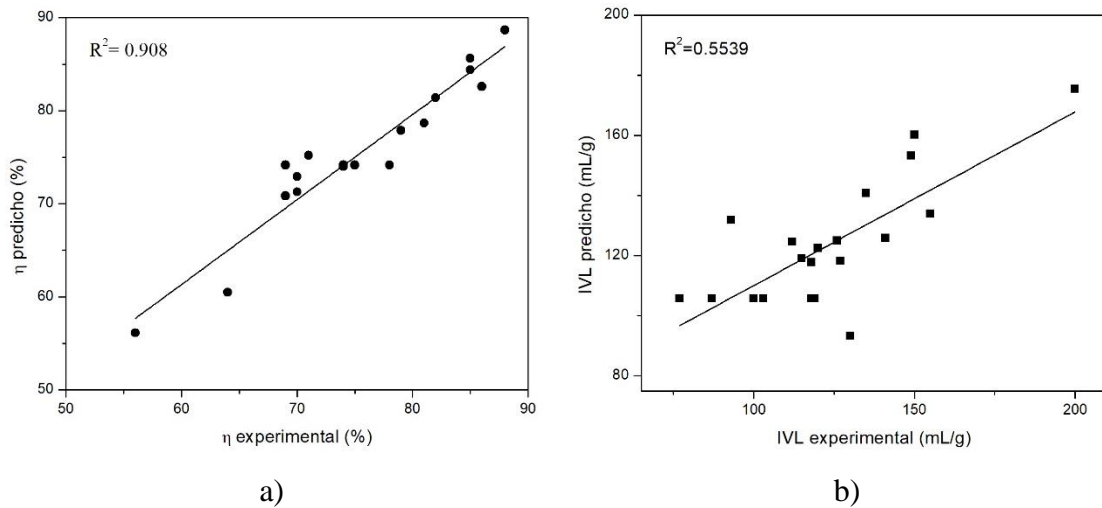 R²= 0.908
90
80
70
60
50
50 60 70 80 90
η predicho (%)
η experimental (%)
a)
R²=0.5539
200
160
120
80
100 150 200
IVL predicho (mL/g)
IVL experimental (mL/g)
b)